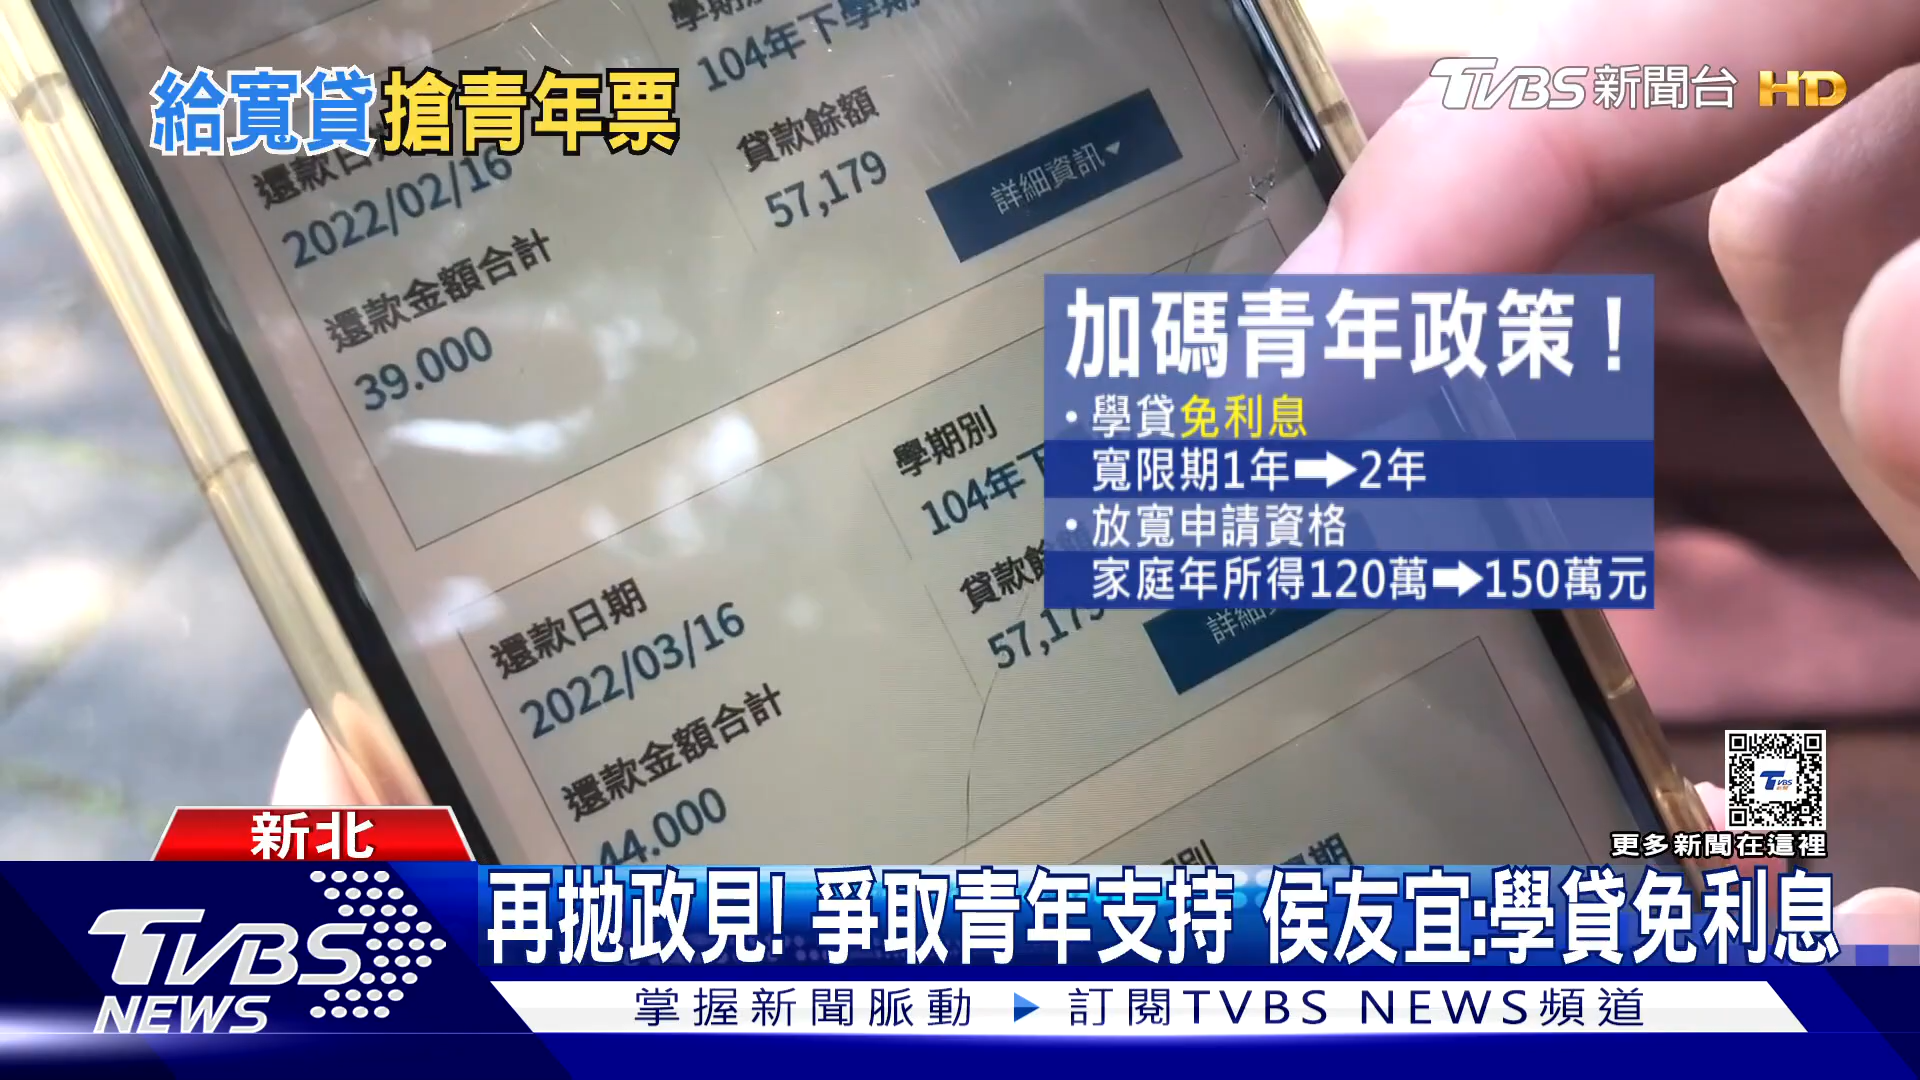 給寬貸 搶青年票
TVBS新聞台 HD
104年下學期
貸款餘額
57,179
詳細資訊
2022/02/16
還款金額合計
39.000
加碼青年政策！
・學貸免利息
寬限期1年➡2年
・放寬申請資格
家庭年所得120萬➡150萬元
學期別
104年下
貸款餘
57,179
詳細
還款日期
2022/03/16
還款金額合計
44.000
TVBS
更多新聞在這裡
新北
再拋政見! 爭取青年支持 侯友宜:學貸免利息
TVBS NEWS
掌握新聞脈動 ▶ 訂閱TVBS NEWS頻道